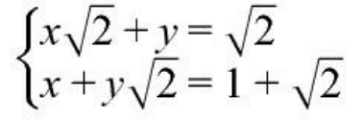 x√2 + y = √2
x + y√2 = 1 + √2